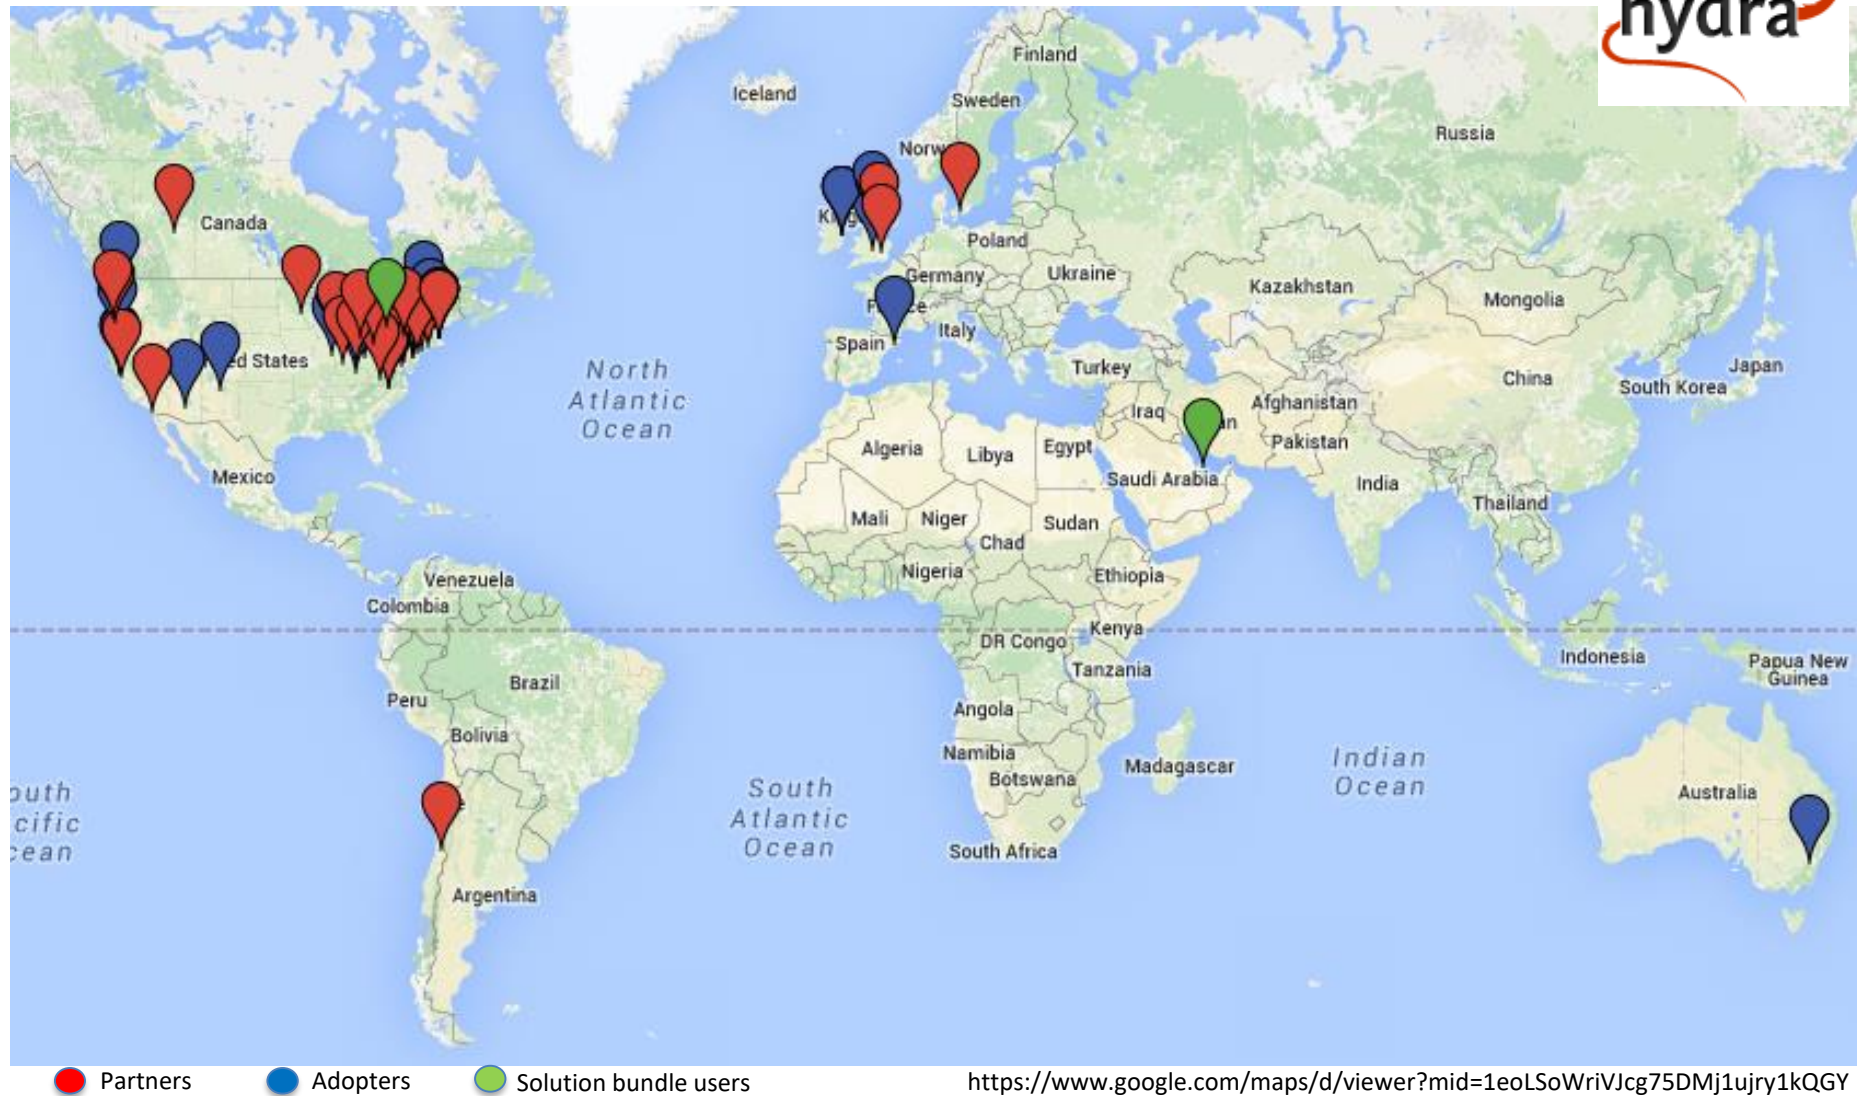 hydra
Finland
Iceland
Sweden
Russia
Norw
Canada
Poland
Germany
Ukraine
Kazakhstan
Mongolia
Italy
Spain
Turkey
Japan
China
South Korea
ed States
North
Atlantic
Ocean
Iraq
Afghanistan
Pakistan
Algeria
Libya
Egypt
Saudi Arabia
India
Thailand
Mexico
Mali
Niger
Sudan
Chad
Nigeria
Ethiopia
Venezuela
Colombia
Kenya
DR Congo
Tanzania
Indonesia
Papua New
Guinea
Brazil
Peru
Angola
Bolivia
Namibia
Botswana
Madagascar
Indian
Ocean
South
Atlantic
Ocean
outh
cific
cean
Australia
South Africa
Argentina
Partners
Adopters
Solution bundle users
https://www.google.com/maps/d/viewer?mid=1eoLSoWriVJcg75DMj1ujry1kQGY